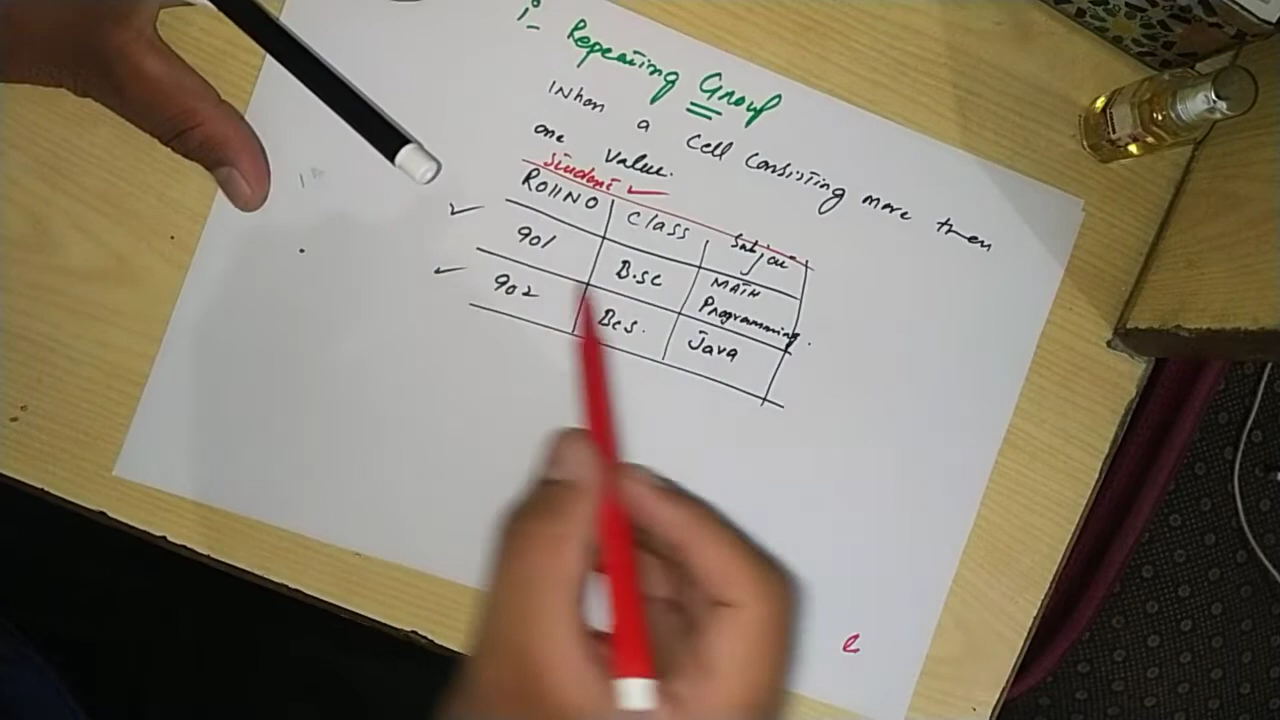 i- Repeating Group
When a cell consisting more then
one value.
Student
RollNO class Subject
901 B.sc MATH
Programming.
902 Bcs. Java